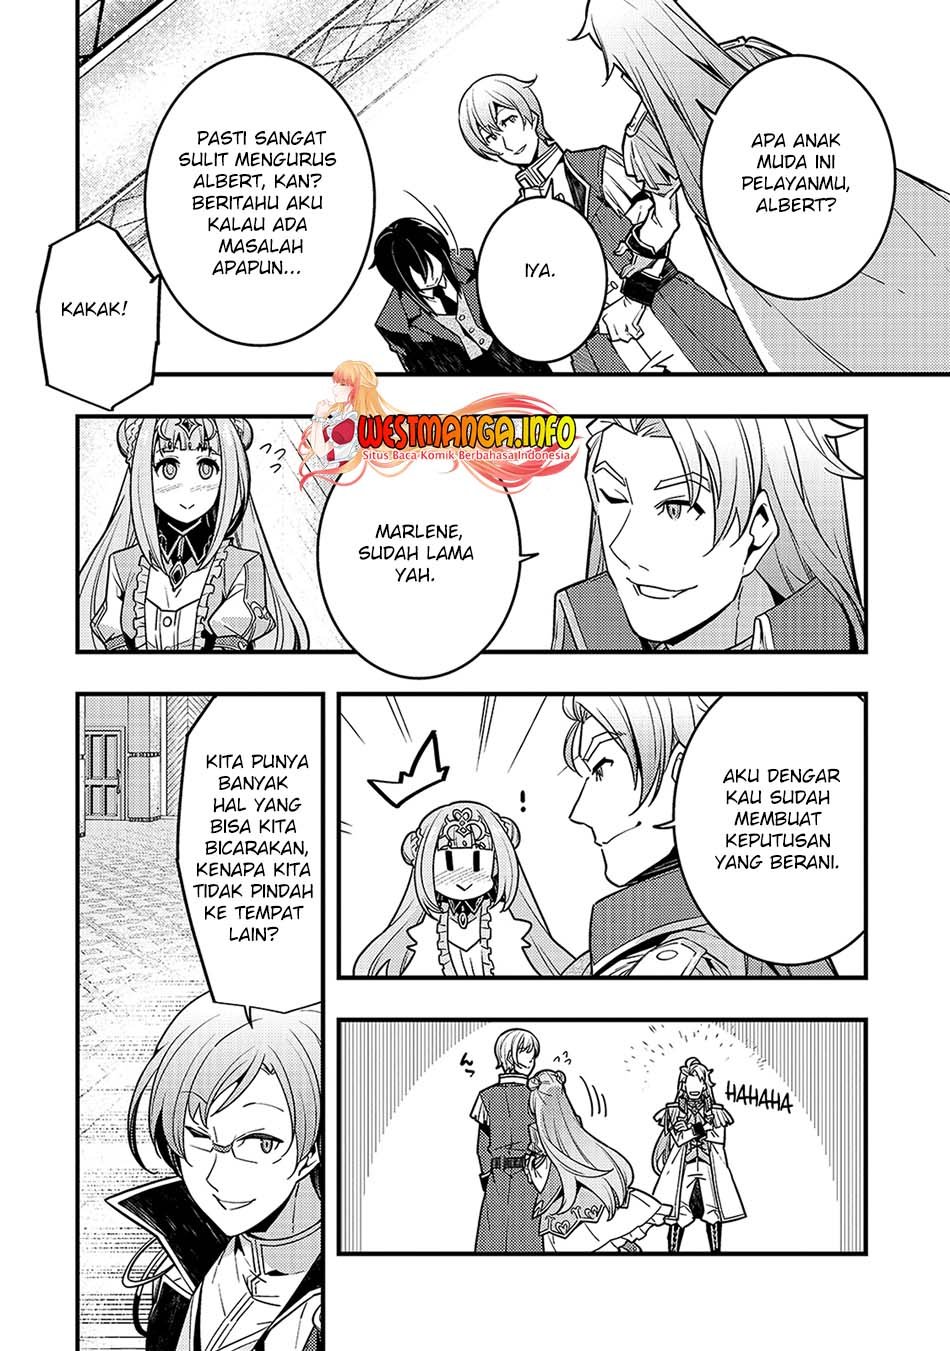 APA ANAK
MUDA INI
PELAYANMU,
ALBERT?
IYA.
PASTI SANGAT
SULIT MENGURUS
ALBERT, KAN?
BERITAHU AKU
KALAU ADA
MASALAH
APAPUN...
KAKAK!
WESTMANGA.INFO
Situs Baca Komik Berbahasa Indonesia
MARLENE,
SUDAH LAMA
YAH.
AKU DENGAR
KAU SUDAH
MEMBUAT
KEPUTUSAN
YANG BERANI.
!
HAHAHA
KITA PUNYA
BANYAK
HAL YANG
BISA KITA
BICARAKAN,
KENAPA KITA
TIDAK PINDAH
KE TEMPAT
LAIN?